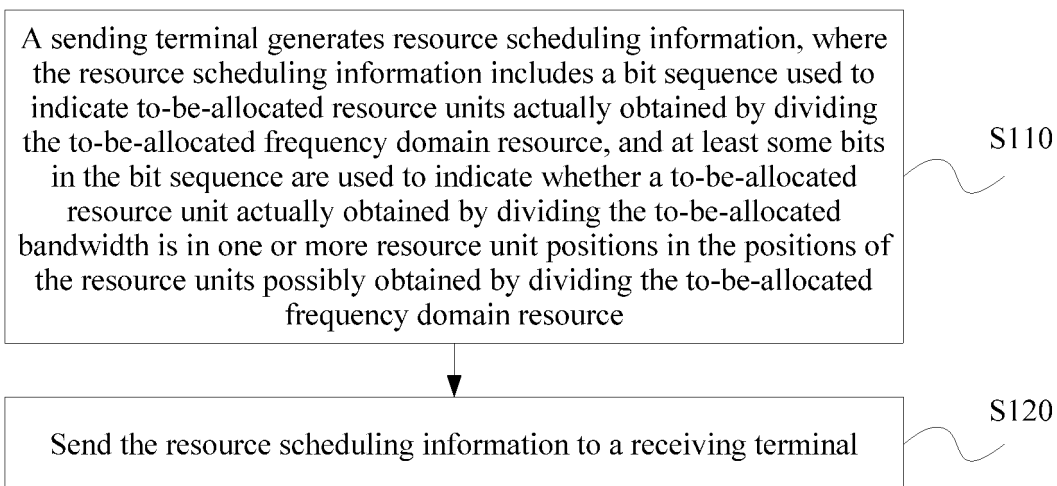 A sending terminal generates resource scheduling information, where
the resource scheduling information includes a bit sequence used to
indicate to-be-allocated resource units actually obtained by dividing
the to-be-allocated frequency domain resource, and at least some bits
in the bit sequence are used to indicate whether a to-be-allocated
resource unit actually obtained by dividing the to-be-allocated
bandwidth is in one or more resource unit positions in the positions of
the resource units possibly obtained by dividing the to-be-allocated
frequency domain resource
S110
Send the resource scheduling information to a receiving terminal
S120